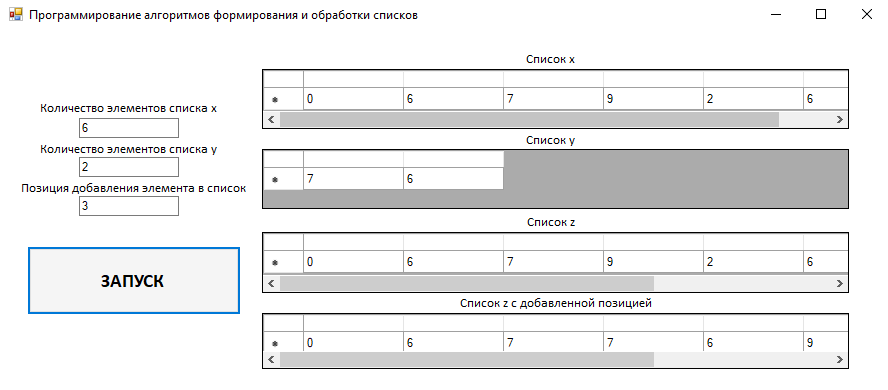 Программирование алгоритмов формирования и обработки списков
Количество элементов списка x
6
Количество элементов списка y
2
Позиция добавления элемента в список
3
ЗАПУСК
Список x
0 6 7 9 2 6
Список y
7 6
Список z
0 6 7 9 2 6
Список z с добавленной позицией
0 6 7 7 6 9